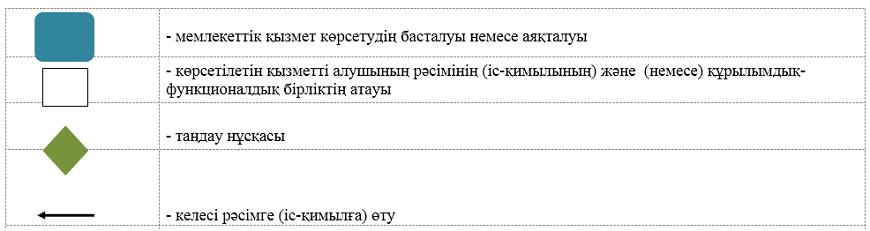 - мемлекеттік қызмет көрсетудің басталуы немесе аяқталуы
- көрсетілетін қызметті алушының рәсімінің (іс-қимылының) және (немесе) құрылымдық-
функционалдық бірліктің атауы
- таңдау нұсқасы
- келесі рәсімге (іс-қимылға) өту